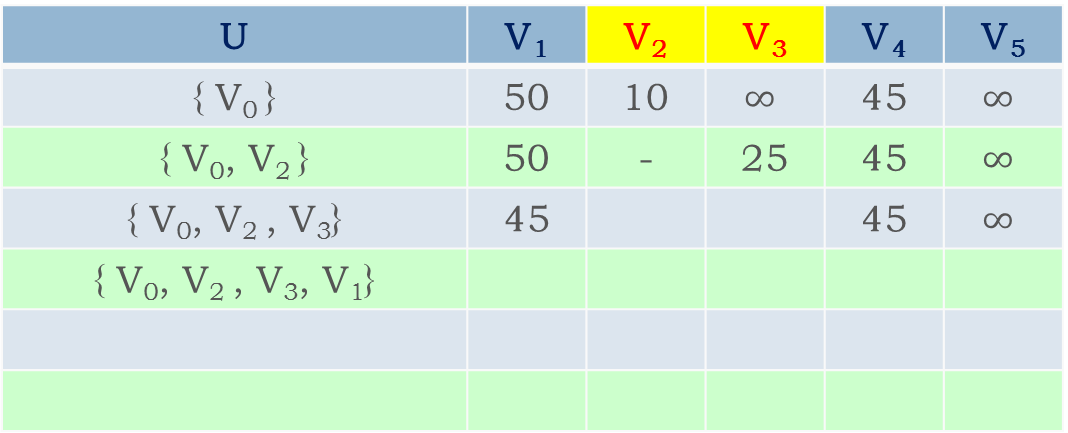 U V₁ V₂ V₃ V₄ V₅
{ V₀ } 50 10 ∞ 45 ∞
{ V₀, V₂ } 50 - 25 45 ∞
{ V₀, V₂ , V₃} 45 45 ∞
{ V₀, V₂ , V₃, V₁}